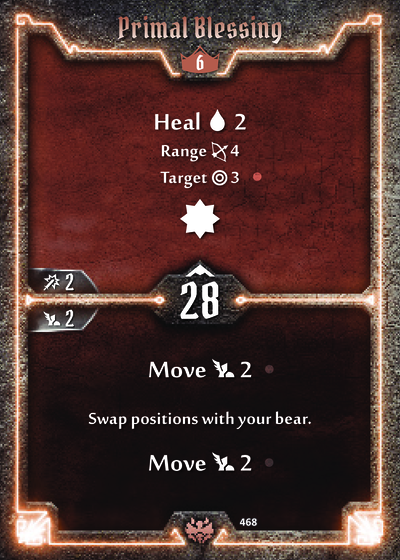 Primal Blessing
6
Heal 2
Range 4
Target 3
2
28
2
Move 2
Swap positions with your bear.
Move 2
468